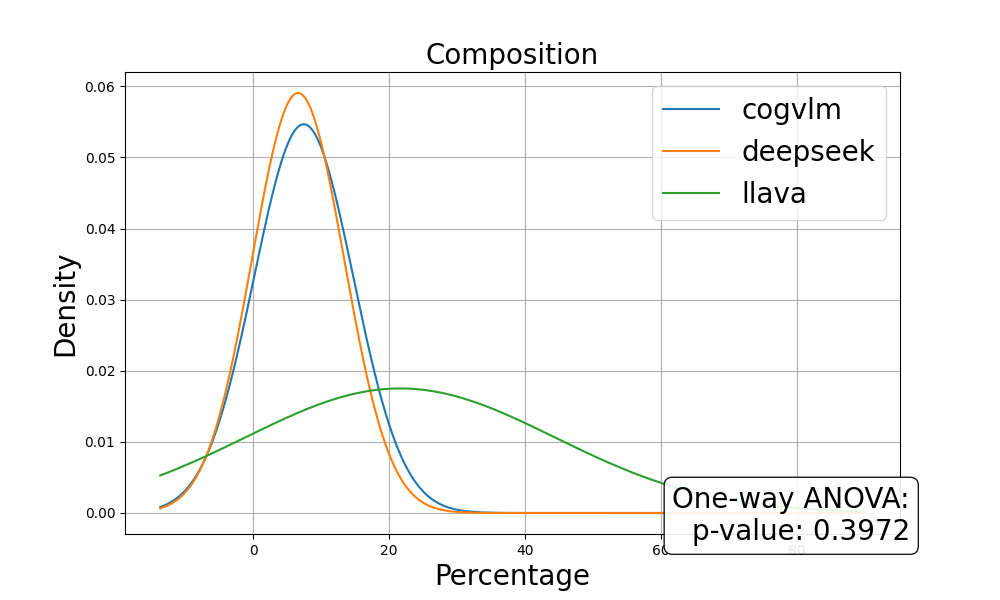 Composition
0.06
0.05
0.04
0.03
0.02
0.01
0.00
Density
cogvlm
deepseek
llava
One-way ANOVA:
p-value: 0.3972
0
20
40
60
80
Percentage